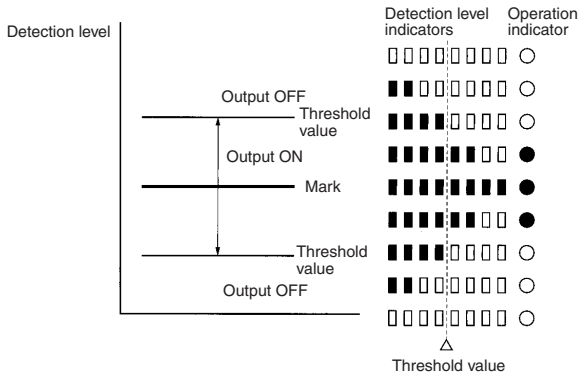 Detection level
Output OFF
Threshold
value
Output ON
Mark
Threshold
value
Output OFF
Detection level
indicators
Operation
indicator
Threshold value